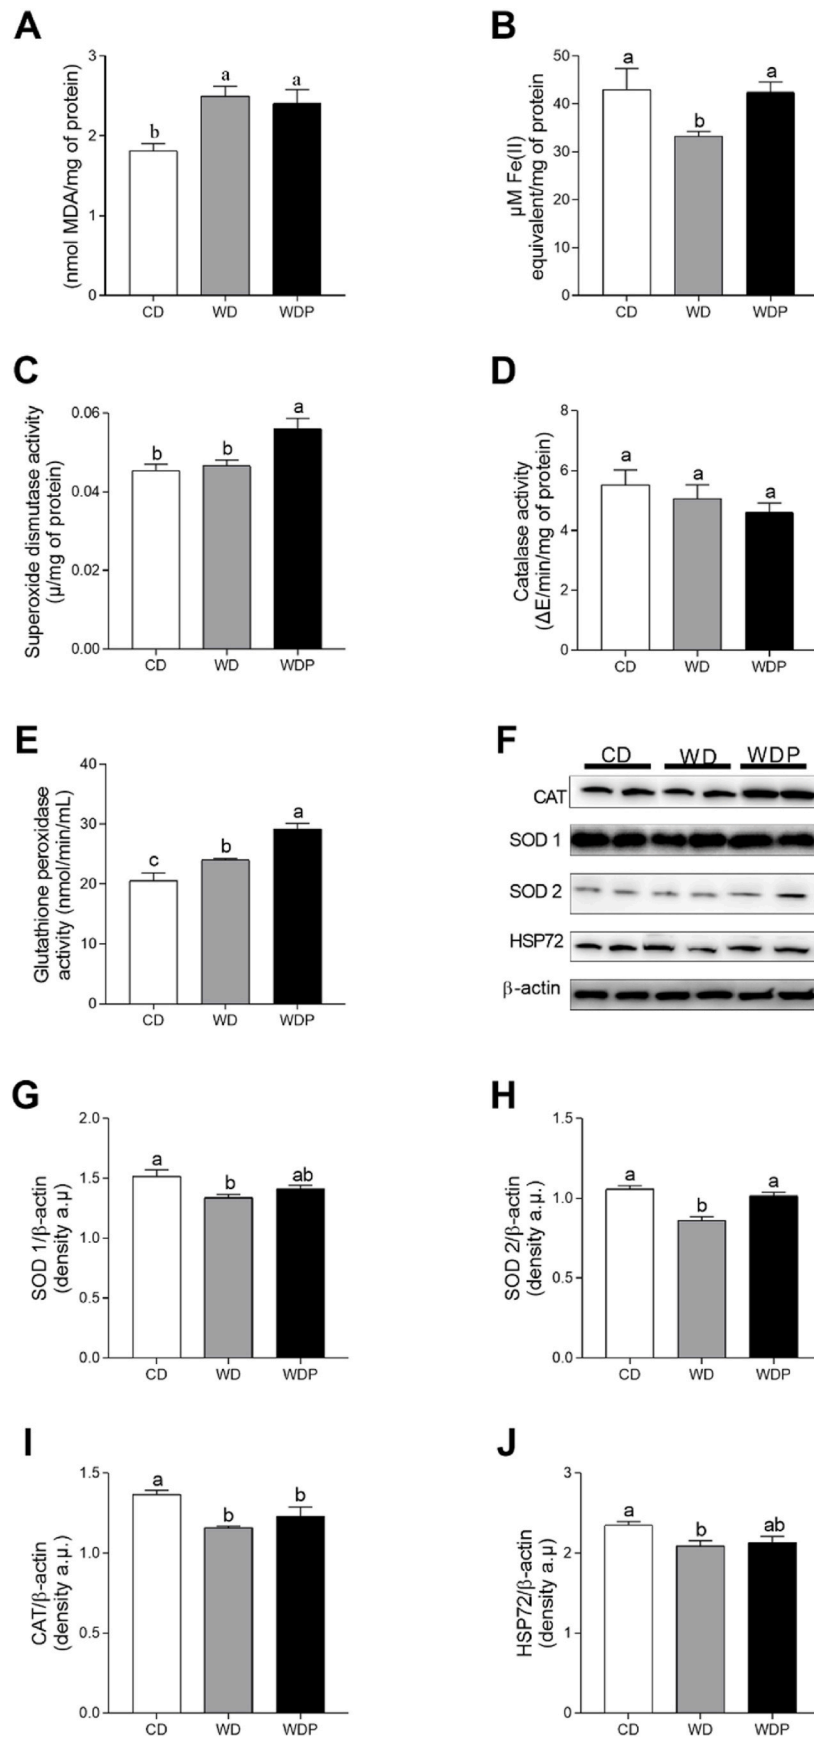 A
(nmol MDA/mg of protein)
3
2
1
0
b
a
a
CD
WD
WDP
B
µM Fe(II)
equivalent/mg of protein
50
40
30
20
10
0
a
b
a
CD
WD
WDP
C
Superoxide dismutase activity
(µ/mg of protein)
0.06
0.04
0.02
0.00
b
b
a
CD
WD
WDP
D
Catalase activity
(ΔE/min/mg of protein)
8
6
4
2
0
a
a
a
CD
WD
WDP
E
Glutathione peroxidase
activity (nmol/min/mL)
40
30
20
10
0
c
b
a
CD
WD
WDP
F
CD
WD
WDP
CAT
SOD 1
SOD 2
HSP72
β-actin
G
SOD 1/β-actin
(density a.µ)
2.0
1.5
1.0
0.5
0.0
a
b
ab
CD
WD
WDP
H
SOD 2/β-actin
(density a.µ.)
1.5
1.0
0.5
0.0
a
b
a
CD
WD
WDP
I
CAT/β-actin
(density a.µ.)
1.5
1.0
0.5
0.0
a
b
b
CD
WD
WDP
J
HSP72/β-actin
(density a.µ)
3
2
1
0
a
b
ab
CD
WD
WDP